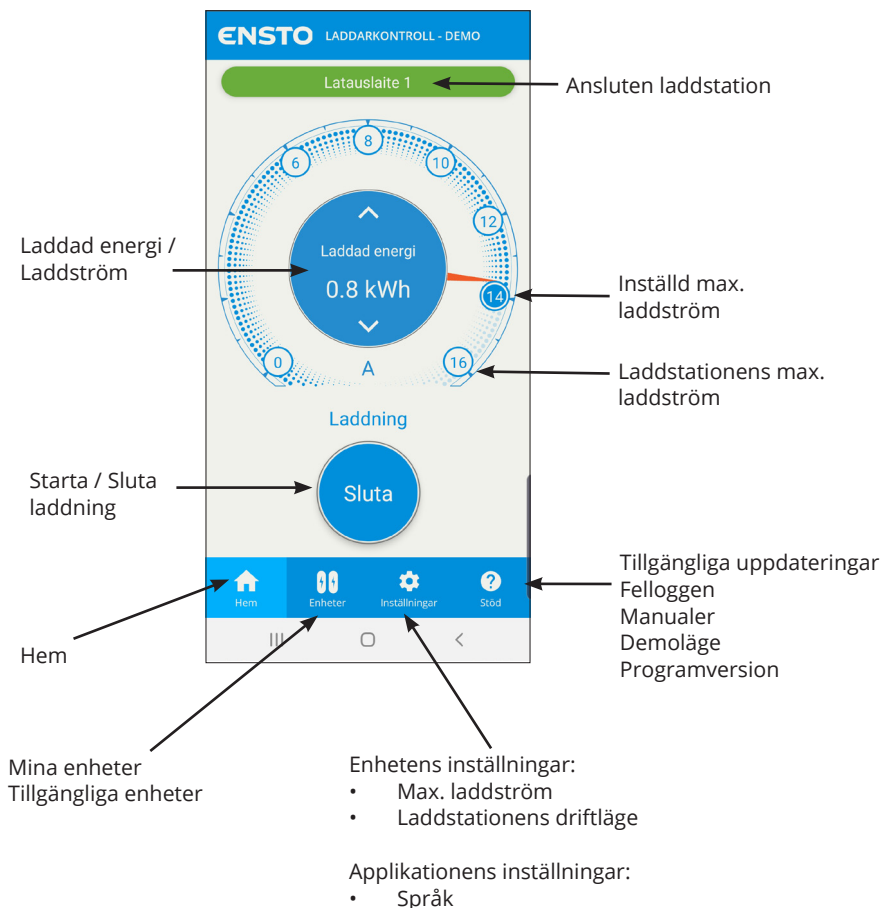 ENSTO LADDARKONTROLL - DEMO
Latauslaite 1
Ansluten laddstation
8
6
10
12
Laddad energi /
Laddström
Laddad energi
0.8 kWh
14
Inställd max.
laddström
0
A
16
Laddstationens max.
laddström
Laddning
Starta / Sluta
laddning
Sluta
Hem
Enheter
Inställningar
Stöd
Tillgängliga uppdateringar
Felloggen
Manualer
Demoläge
Programversion
Hem
Mina enheter
Tillgängliga enheter
Enhetens inställningar:
• Max. laddström
• Laddstationens driftläge
Applikationens inställningar:
• Språk